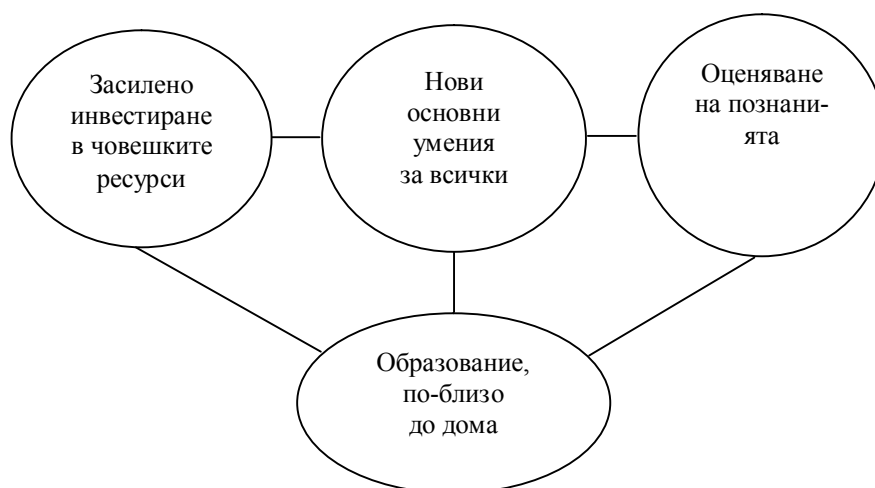 Засилено
инвестиране
в човешките
ресурси
Нови
основни
умения
за всички
Оценяване
на познани-
ята
Образование,
по-близо
до дома